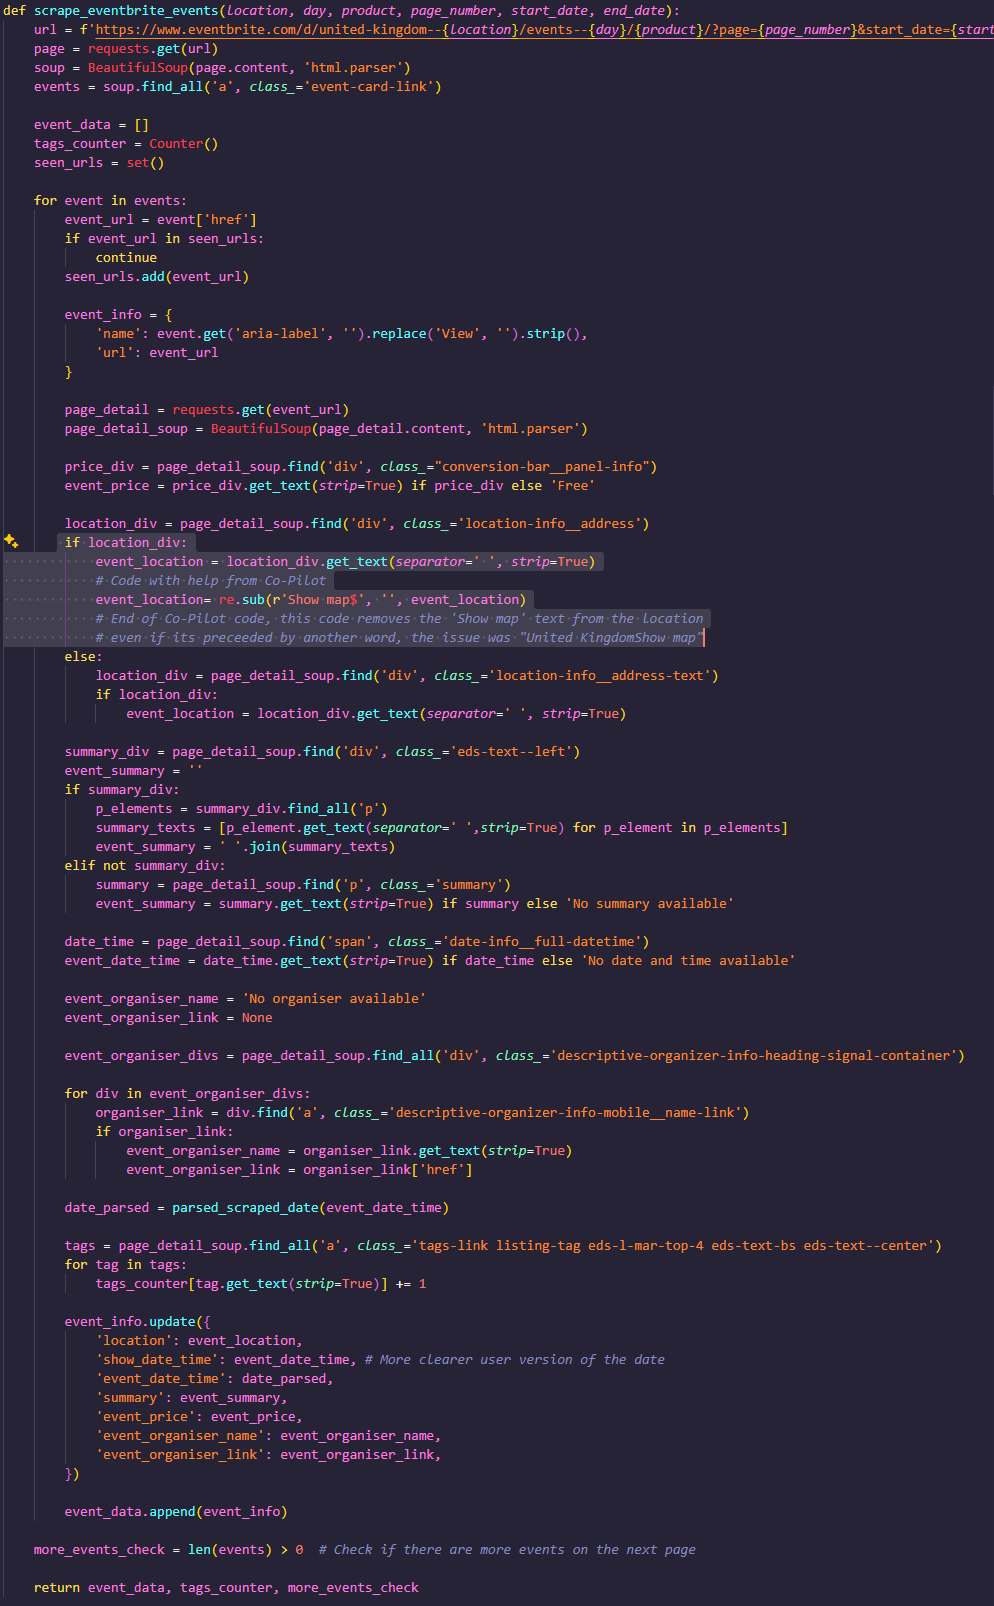 def scrape_eventbrite_events(location, day, product, page_number, start_date, end_date):
    url = f'https://www.eventbrite.com/d/united-kingdom--{location}/events--{day}/{product}/?page={page_number}&start_date={start
    page = requests.get(url)
    soup = BeautifulSoup(page.content, 'html.parser')
    events = soup.find_all('a', class_='event-card-link')

    event_data = []
    tags_counter = Counter()
    seen_urls = set()

    for event in events:
        event_url = event['href']
        if event_url in seen_urls:
            continue
        seen_urls.add(event_url)

        event_info = {
            'name': event.get('aria-label', '').replace('View', '').strip(),
            'url': event_url
        }

        page_detail = requests.get(event_url)
        page_detail_soup = BeautifulSoup(page_detail.content, 'html.parser')

        price_div = page_detail_soup.find('div', class_="conversion-bar__panel-info")
        event_price = price_div.get_text(strip=True) if price_div else 'Free'

        location_div = page_detail_soup.find('div', class_='location-info__address')
        if location_div:
            event_location = location_div.get_text(separator=' ', strip=True)
            # Code with help from Co-Pilot
            event_location= re.sub(r'Show map$', '', event_location)
            # End of Co-Pilot code, this code removes the 'Show map' text from the location
            # even if its preceeded by another word, the issue was "United KingdomShow map"
        else:
            location_div = page_detail_soup.find('div', class_='location-info__address-text')
            if location_div:
                event_location = location_div.get_text(separator=' ', strip=True)

        summary_div = page_detail_soup.find('div', class_='eds-text--left')
        event_summary = ''
        if summary_div:
            p_elements = summary_div.find_all('p')
            summary_texts = [p_element.get_text(separator=' ',strip=True) for p_element in p_elements]
            event_summary = ' '.join(summary_texts)
        elif not summary_div:
            summary = page_detail_soup.find('p', class_='summary')
            event_summary = summary.get_text(strip=True) if summary else 'No summary available'

        date_time = page_detail_soup.find('span', class_='date-info__full-datetime')
        event_date_time = date_time.get_text(strip=True) if date_time else 'No date and time available'

        event_organiser_name = 'No organiser available'
        event_organiser_link = None

        event_organiser_divs = page_detail_soup.find_all('div', class_='descriptive-organizer-info-heading-signal-container')

        for div in event_organiser_divs:
            organiser_link = div.find('a', class_='descriptive-organizer-info-mobile__name-link')
            if organiser_link:
                event_organiser_name = organiser_link.get_text(strip=True)
                event_organiser_link = organiser_link['href']

        date_parsed = parsed_scraped_date(event_date_time)

        tags = page_detail_soup.find_all('a', class_='tags-link listing-tag eds-l-mar-top-4 eds-text-bs eds-text--center')
        for tag in tags:
            tags_counter[tag.get_text(strip=True)] += 1

        event_info.update({
            'location': event_location,
            'show_date_time': event_date_time, # More clearer user version of the date
            'event_date_time': date_parsed,
            'summary': event_summary,
            'event_price': event_price,
            'event_organiser_name': event_organiser_name,
            'event_organiser_link': event_organiser_link,
        })

        event_data.append(event_info)

    more_events_check = len(events) > 0  # Check if there are more events on the next page

    return event_data, tags_counter, more_events_check